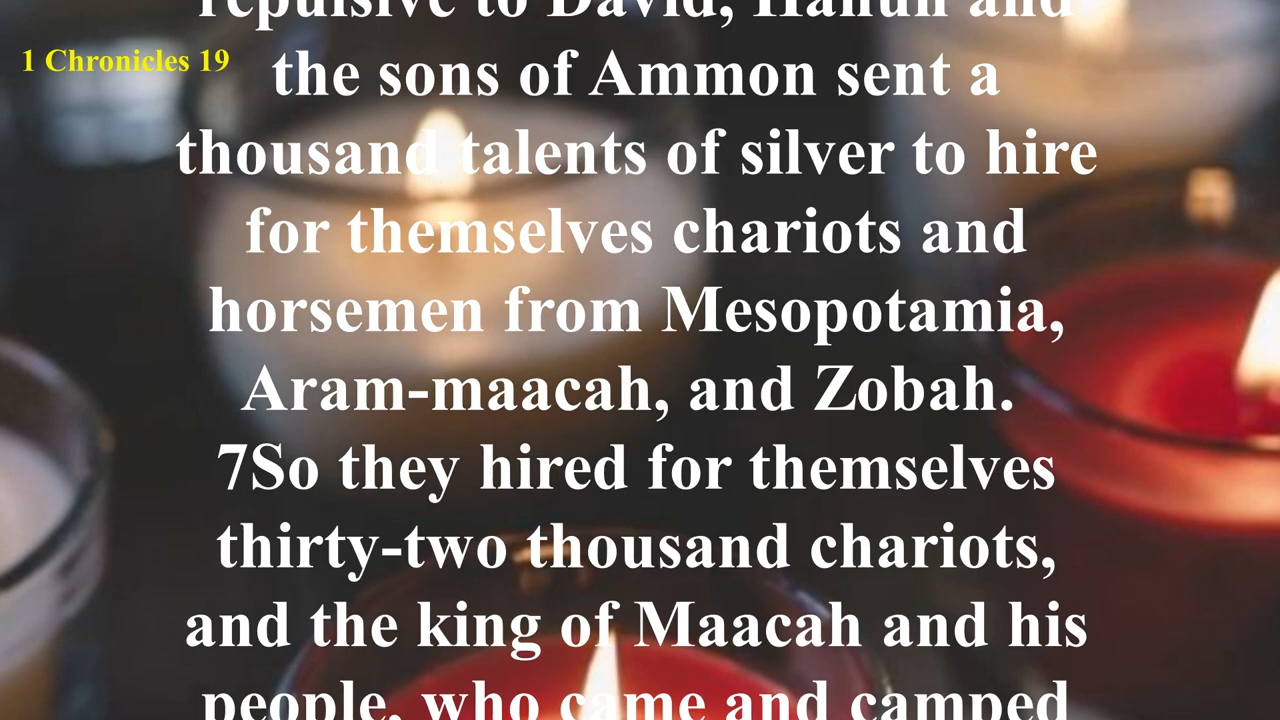 repulsive to David, Hanun and
1 Chronicles 19
the sons of Ammon sent a
thousand talents of silver to hire
for themselves chariots and
horsemen from Mesopotamia,
Aram-maacah, and Zobah.
7So they hired for themselves
thirty-two thousand chariots,
and the king of Maacah and his
people, who came and camped